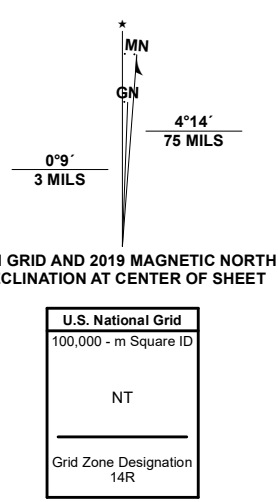 ★
MN
GN
4°14´
75 MILS
0°9´
3 MILS
GRID AND 2019 MAGNETIC NORTH
CLINATION AT CENTER OF SHEET
U.S. National Grid
100,000 - m Square ID
NT
Grid Zone Designation
14R